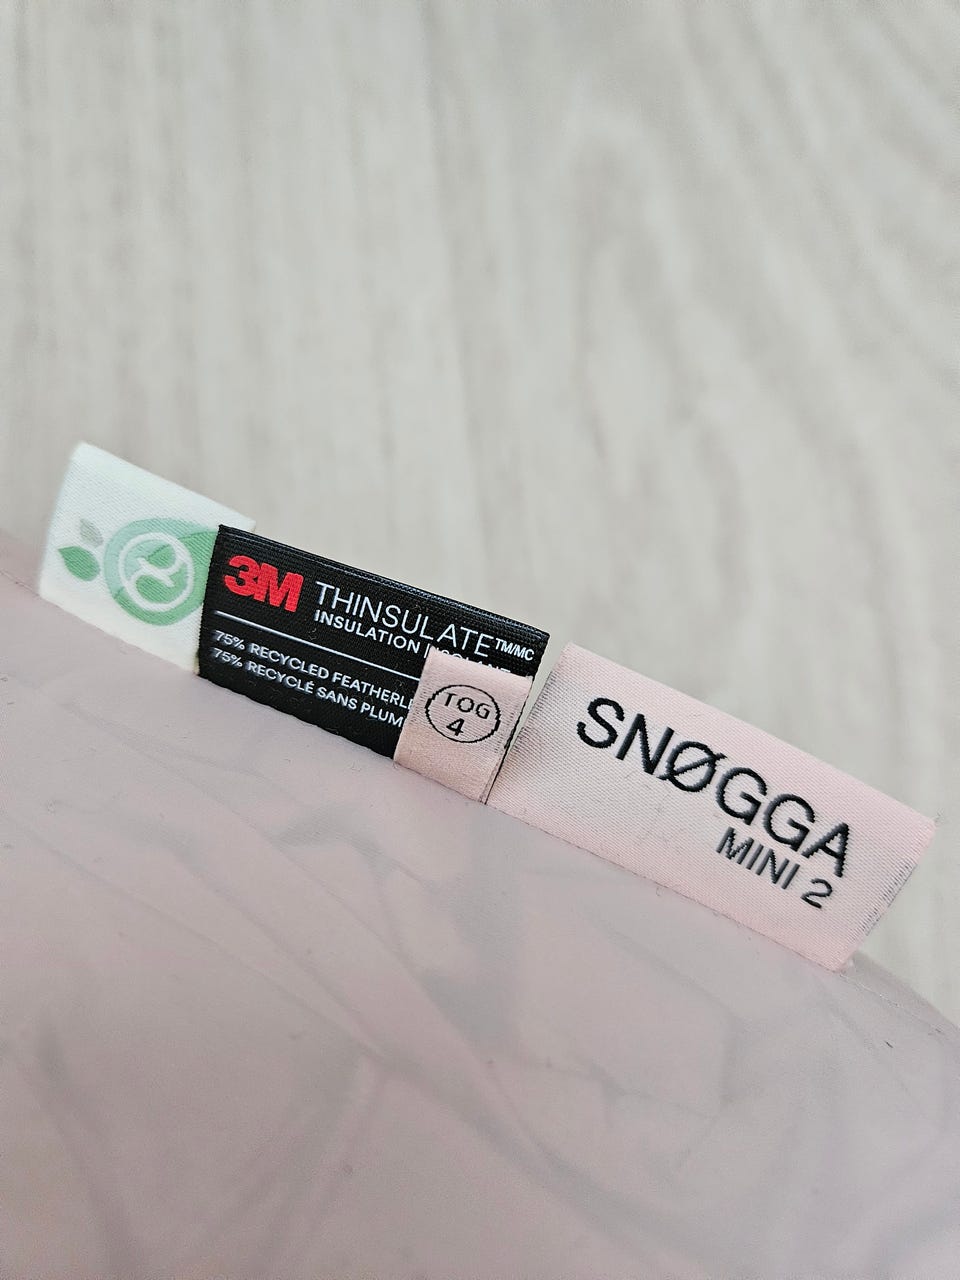 3M THINSULATE™/MC
INSULATION
75% RECYCLED
75% RECYCLÉ SANS
TOG
4
SNØGGA
MINI 2